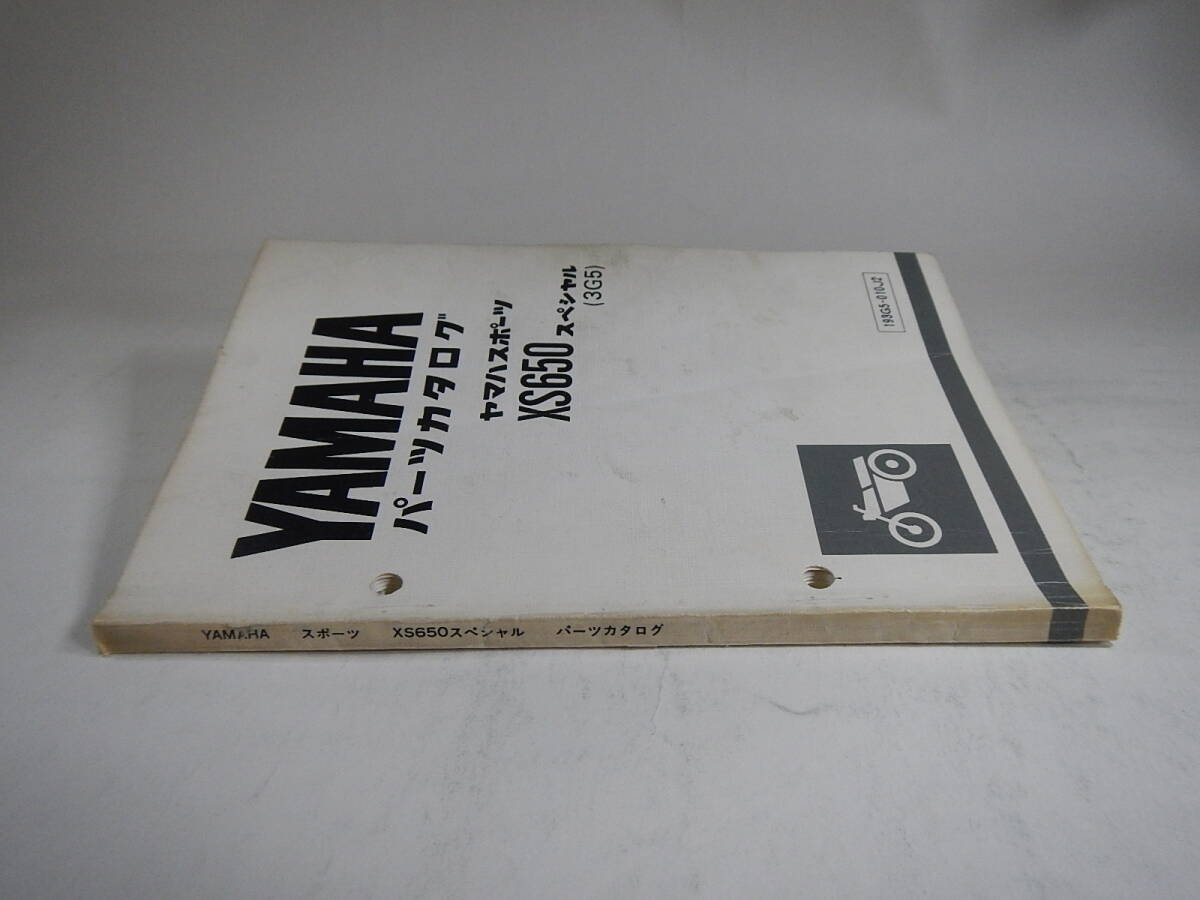 YAMAHA
パーツカタログ
ヤマハスポーツ
XS650 スペシャル
(3G5)
193G5-010J2
YAMAHA スポーツ XS650スペシャル パーツカタログ